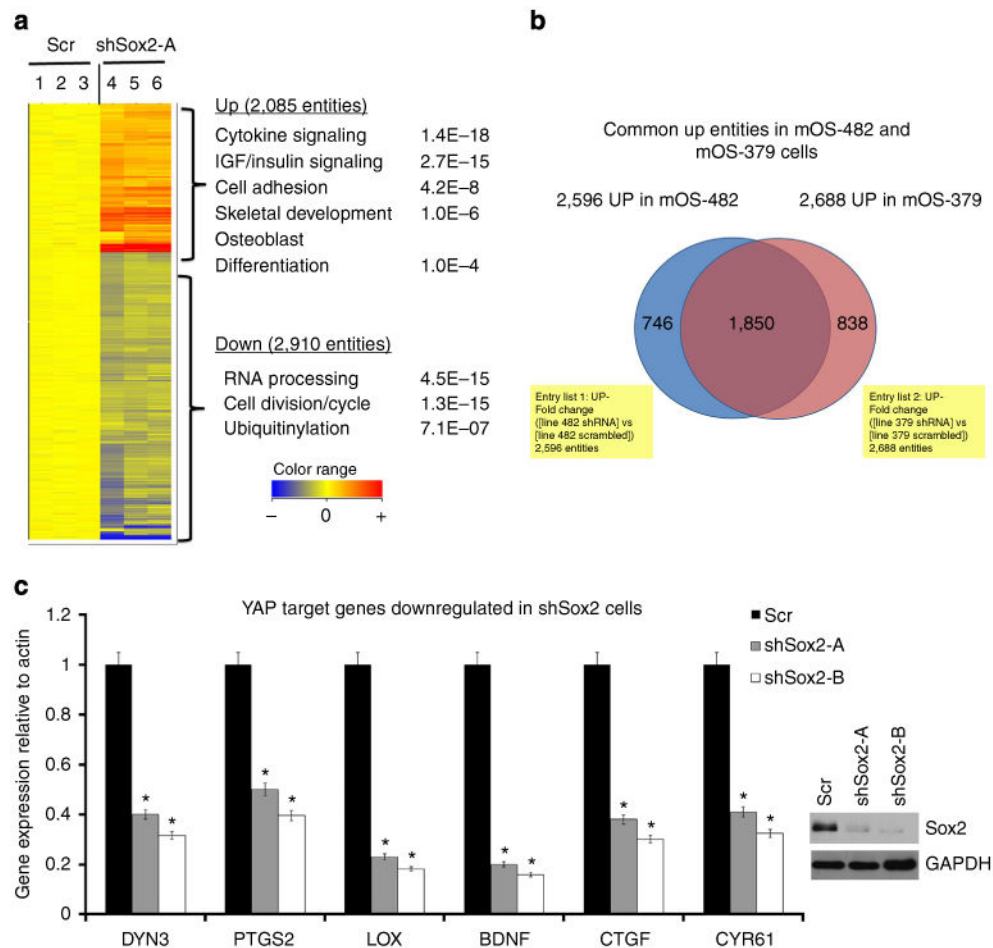 a
Scr shSox2-A
1 2 3 4 5 6
Up (2,085 entities)
Cytokine signaling 1.4E–18
IGF/insulin signaling 2.7E–15
Cell adhesion 4.2E–8
Skeletal development 1.0E–6
Osteoblast
Differentiation 1.0E–4
Down (2,910 entities)
RNA processing 4.5E–15
Cell division/cycle 1.3E–15
Ubiquitinylation 7.1E–07
Color range
– 0 +
b
Common up entities in mOS-482 and
mOS-379 cells
2,596 UP in mOS-482 2,688 UP in mOS-379
746 1,850 838
Entry list 1: UP-
Fold change
([line 482 shRNA] vs
[line 482 scrambled])
2,596 entities
Entry list 2: UP-
Fold change
([line 379 shRNA] vs
[line 379 scrambled])
2,688 entities
c
YAP target genes downregulated in shSox2 cells
Gene expression relative to actin
1.2
1
0.8
0.6
0.4
0.2
0
* * * * * * * * * * * *
DYN3 PTGS2 LOX BDNF CTGF CYR61
Scr
shSox2-A
shSox2-B
Scr shSox2-A shSox2-B
Sox2
GAPDH